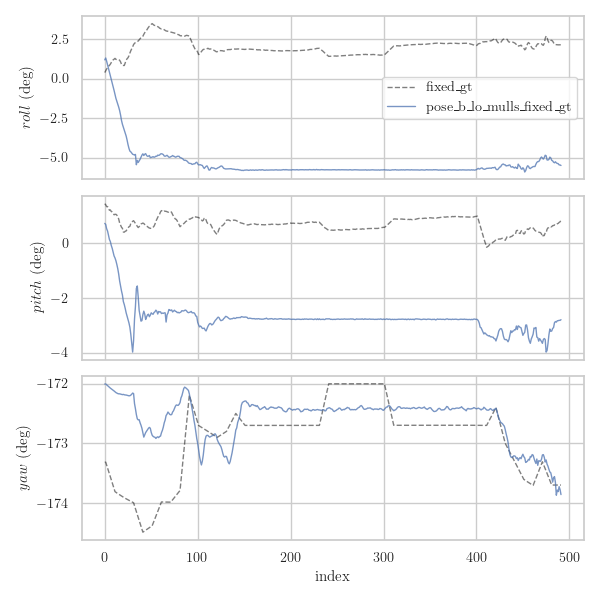 2.5
0.0
−2.5
−5.0
roll (deg)
fixed_gt
pose_b_lo_mulls_fixed_gt
0
−2
−4
pitch (deg)
−172
−173
−174
yaw (deg)
0 100 200 300 400 500
index